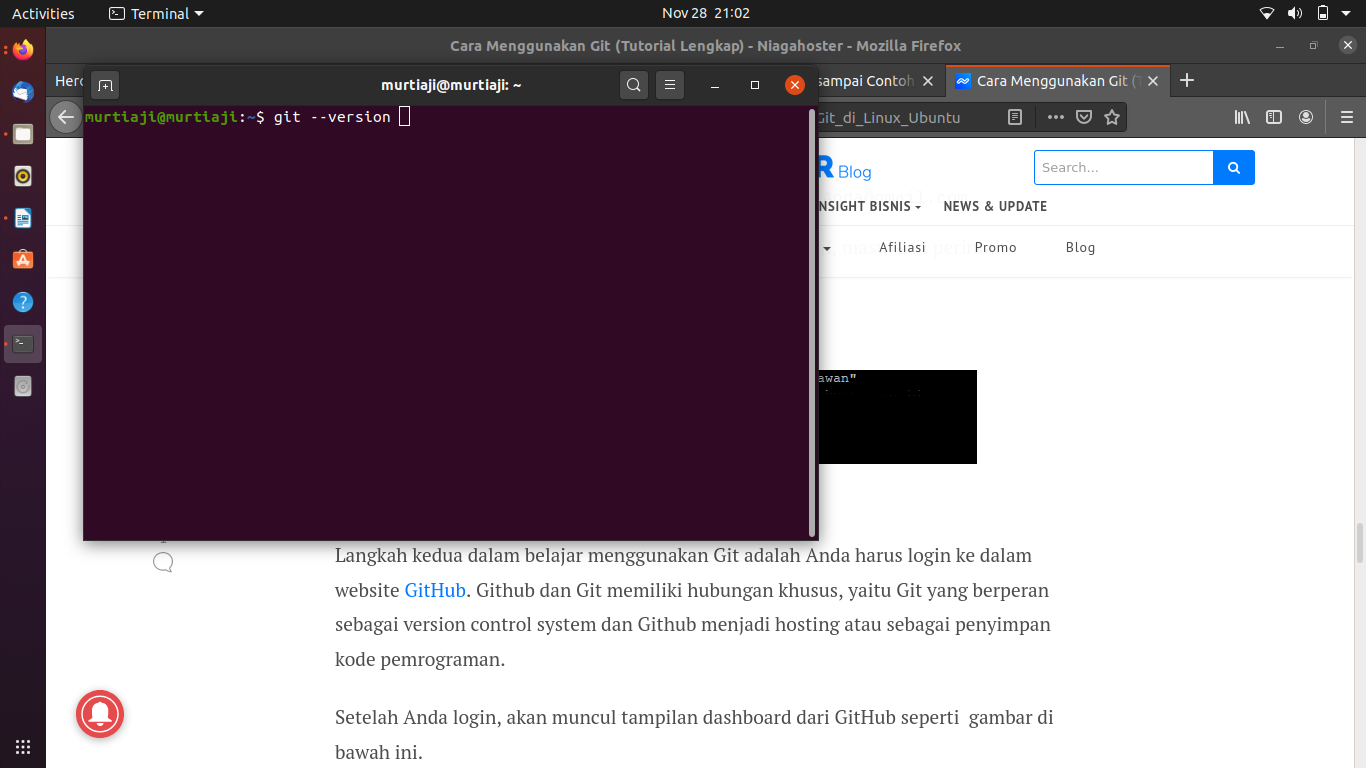 Activities Terminal Nov 28 21:02
Cara Menggunakan Git (Tutorial Lengkap) - Niagahoster - Mozilla Firefox
Hero sampai Contoh Cara Menggunakan Git (T
murtiaji@murtiaji: ~
murtiaji@murtiaji:~$ git --version
Git_di_Linux_Ubuntu
R Blog
Search...
NSIGHT BISNIS NEWS & UPDATE
Afiliasi Promo Blog
awan"
Langkah kedua dalam belajar menggunakan Git adalah Anda harus login ke dalam
website GitHub. Github dan Git memiliki hubungan khusus, yaitu Git yang berperan
sebagai version control system dan Github menjadi hosting atau sebagai penyimpan
kode pemrograman.
Setelah Anda login, akan muncul tampilan dashboard dari GitHub seperti gambar di
bawah ini.